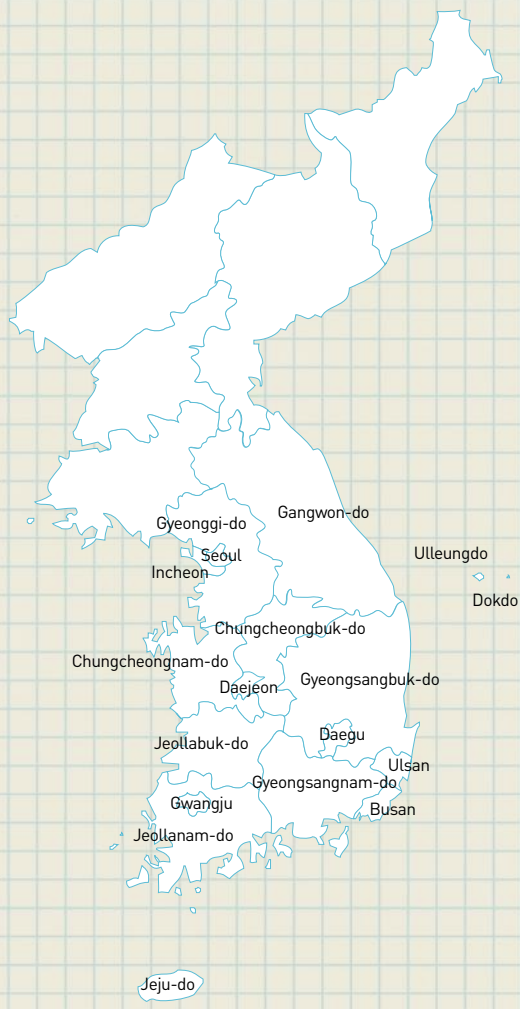 Gangwon-do
Gyeonggi-do
Ulleungdo
Seoul
Incheon
Dokdo
Chungcheongbuk-do
Chungcheongnam-do
Gyeongsangbuk-do
Daejeon
Daegu
Jeollabuk-do
Ulsan
Gyeongsangnam-do
Gwangju
Busan
Jeollanam-do
Jeju-do